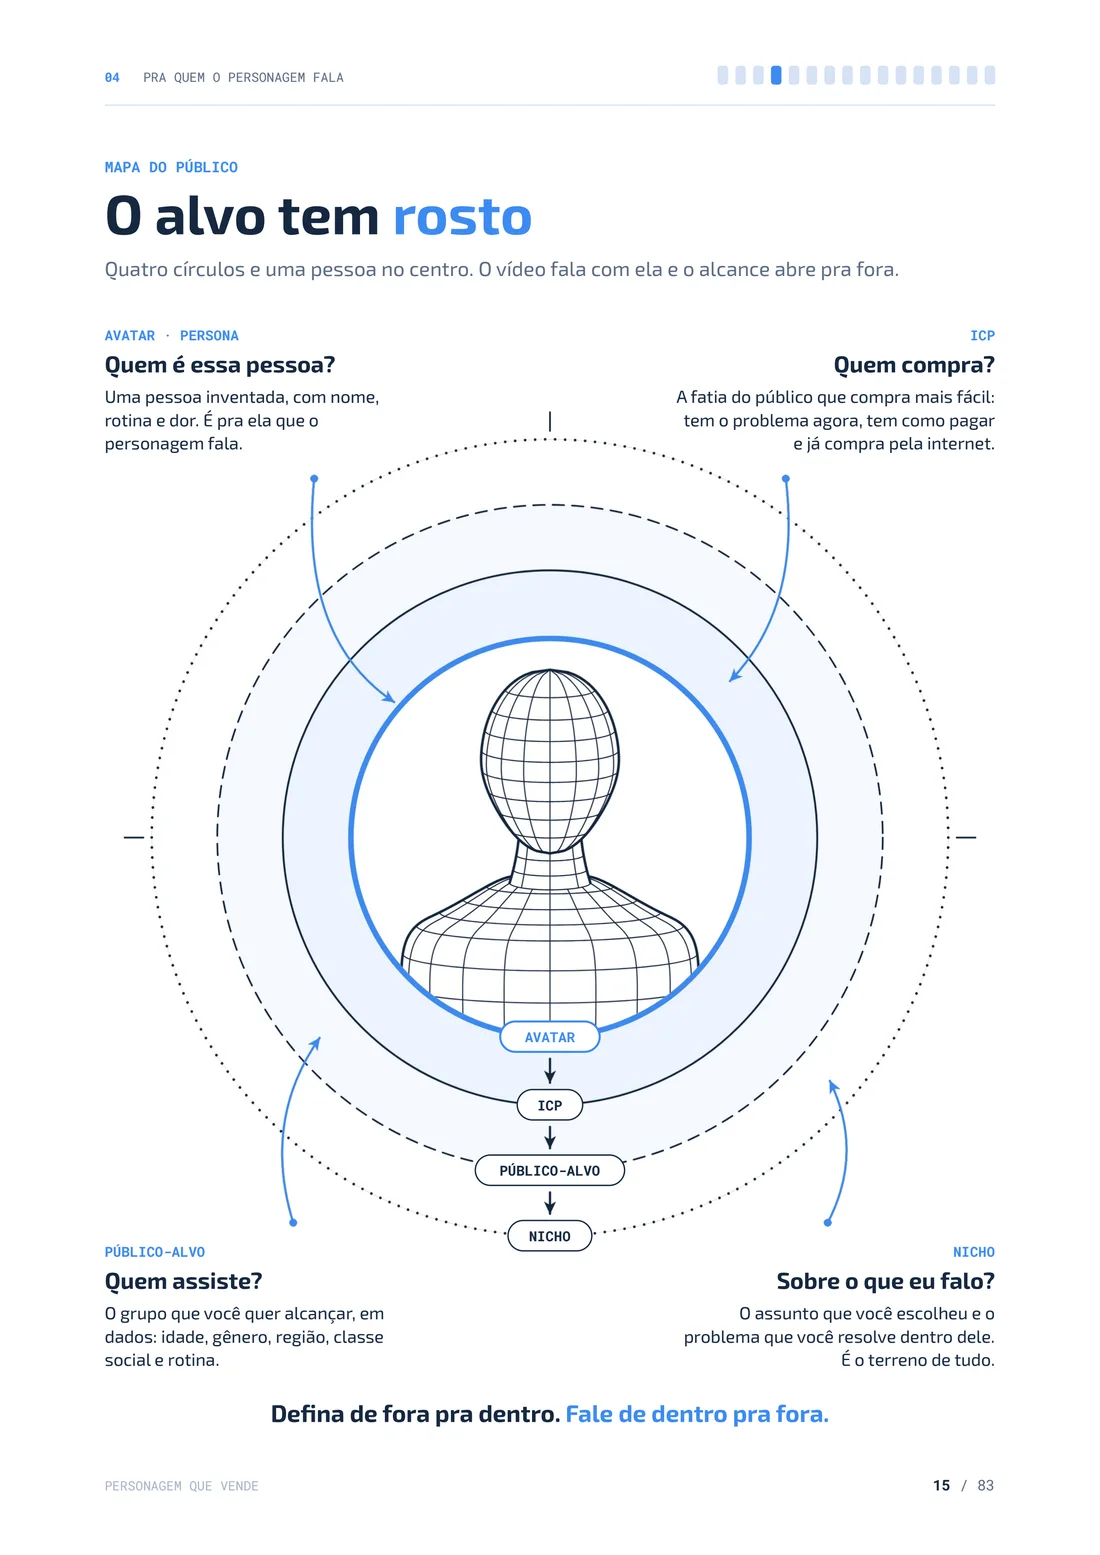 04 PRA QUEM O PERSONAGEM FALA
MAPA DO PÚBLICO
O alvo tem rosto
Quatro círculos e uma pessoa no centro. O vídeo fala com ela e o alcance abre pra fora.
AVATAR · PERSONA
Quem é essa pessoa?
Uma pessoa inventada, com nome,
rotina e dor. É pra ela que o
personagem fala.
ICP
Quem compra?
A fatia do público que compra mais fácil:
tem o problema agora, tem como pagar
e já compra pela internet.
AVATAR
ICP
PÚBLICO-ALVO
NICHO
PÚBLICO-ALVO
Quem assiste?
O grupo que você quer alcançar, em
dados: idade, gênero, região, classe
social e rotina.
NICHO
Sobre o que eu falo?
O assunto que você escolheu e o
problema que você resolve dentro dele.
É o terreno de tudo.
Defina de fora pra dentro. Fale de dentro pra fora.
PERSONAGEM QUE VENDE
15 / 83